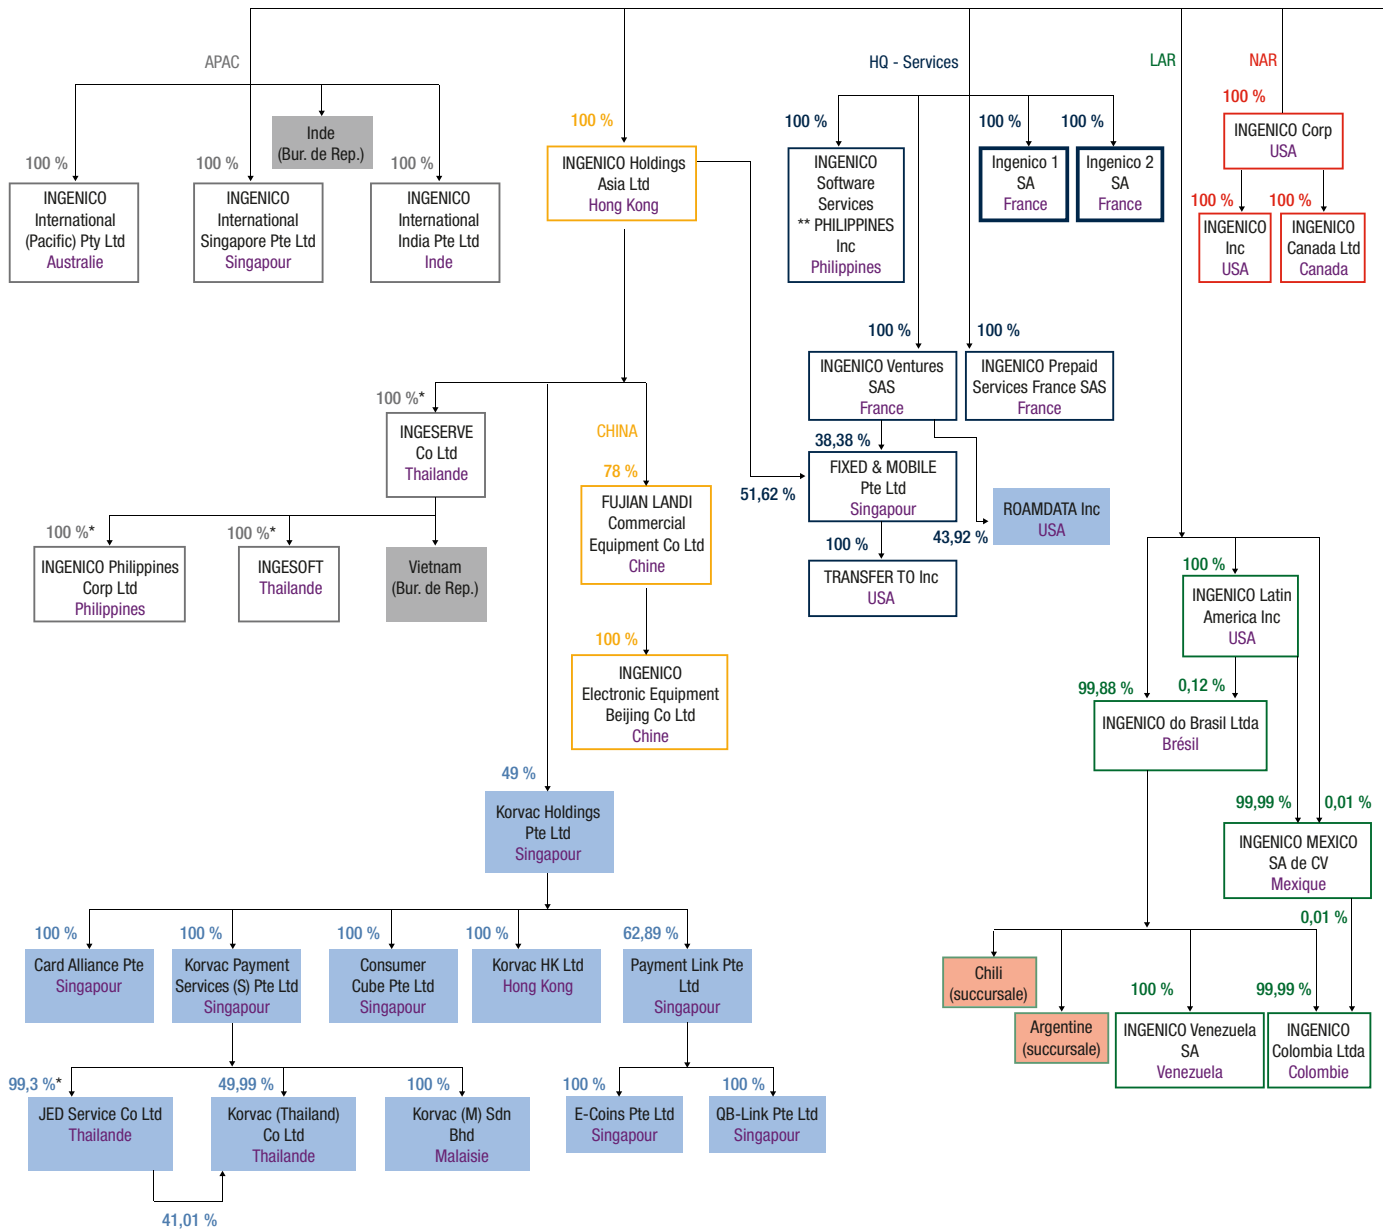 APAC
HQ - Services
LAR
NAR
100 %
INGENICO Corp
USA
100 %
INGENICO
Inc
USA
100 %
INGENICO
Canada Ltd
Canada
Inde
(Bur. de Rep.)
100 %
INGENICO
International
(Pacific) Pty Ltd
Australie
100 %
INGENICO
International
Singapore Pte Ltd
Singapour
100 %
INGENICO
International
India Pte Ltd
Inde
100 %
INGENICO Holdings
Asia Ltd
Hong Kong
100 %
INGENICO
Software
Services
** PHILIPPINES
Inc
Philippines
100 %
Ingenico 1
SA
France
100 %
Ingenico 2
SA
France
100 %
INGENICO Ventures
SAS
France
100 %
INGENICO Prepaid
Services France SAS
France
100 %*
INGESERVE
Co Ltd
Thailande
CHINA
78 %
FUJIAN LANDI
Commercial
Equipment Co Ltd
Chine
38,38 %
51,62 %
FIXED & MOBILE
Pte Ltd
Singapour
43,92 %
ROAMDATA Inc
USA
100 %*
INGENICO Philippines
Corp Ltd
Philippines
100 %*
INGESOFT
Thailande
Vietnam
(Bur. de Rep.)
100 %
TRANSFER TO Inc
USA
100 %
INGENICO Latin
America Inc
USA
100 %
INGENICO
Electronic Equipment
Beijing Co Ltd
Chine
99,88 %
0,12 %
INGENICO do Brasil Ltda
Brésil
49 %
Korvac Holdings
Pte Ltd
Singapour
99,99 %
0,01 %
INGENICO MEXICO
SA de CV
Mexique
0,01 %
100 %
Card Alliance Pte
Singapour
100 %
Korvac Payment
Services (S) Pte Ltd
Singapour
100 %
Consumer
Cube Pte Ltd
Singapour
100 %
Korvac HK Ltd
Hong Kong
62,89 %
Payment Link Pte
Ltd
Singapour
Chili
(succursale)
Argentine
(succursale)
100 %
INGENICO Venezuela
SA
Venezuela
99,99 %
INGENICO
Colombia Ltda
Colombie
99,3 %*
JED Service Co Ltd
Thailande
49,99 %
Korvac (Thailand)
Co Ltd
Thailande
100 %
Korvac (M) Sdn
Bhd
Malaisie
100 %
E-Coins Pte Ltd
Singapour
100 %
QB-Link Pte Ltd
Singapour
41,01 %